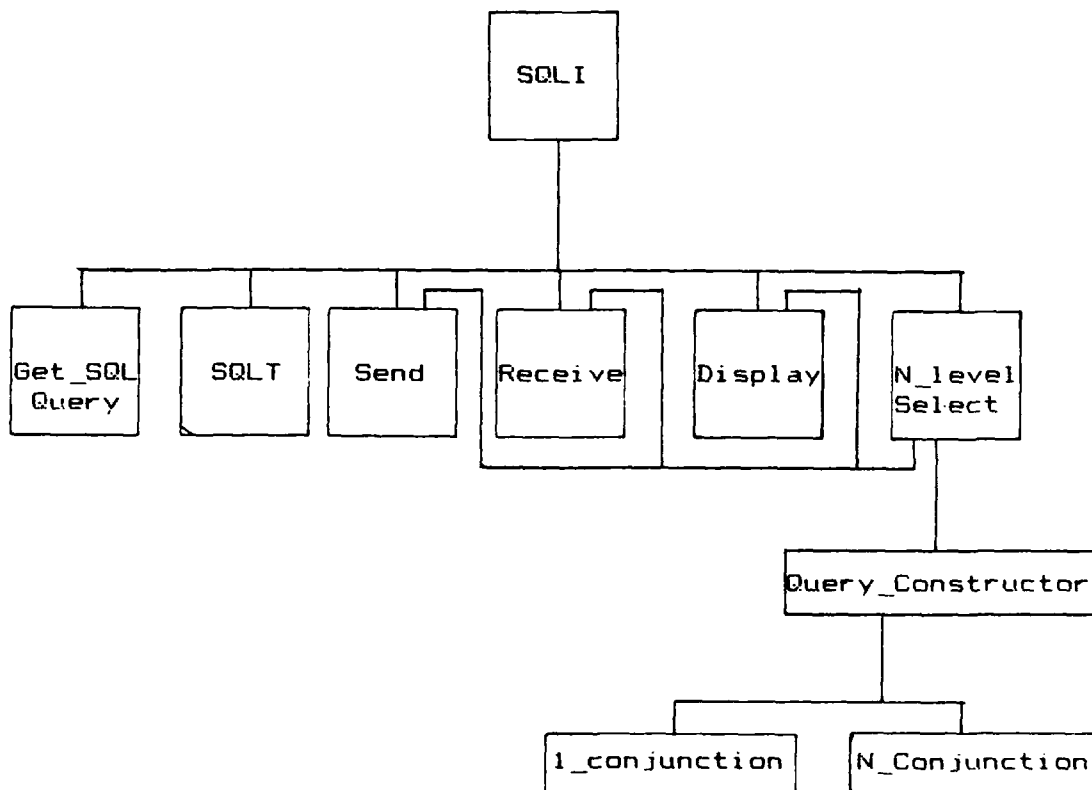 SQLI
Get_SQL
Query
SQLT
Send
Receive
Display
N_level
Select
Query_Constructor
1_conjunction
N_Conjunction